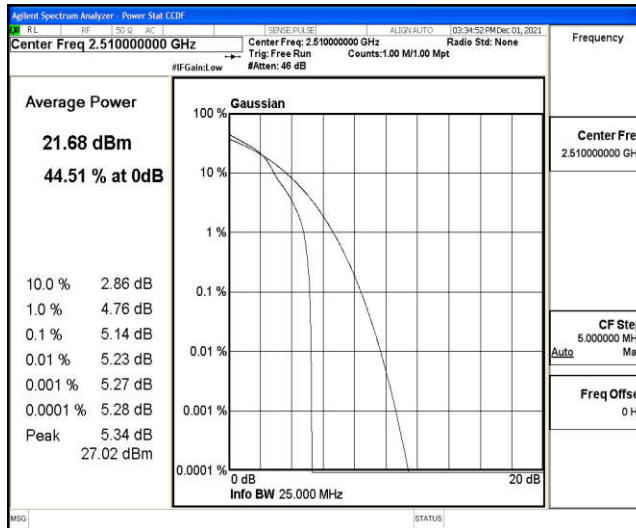 Agilent Spectrum Analyzer - Power Stat CCDF
RL RF 50 Ω AC SENSE:PULSE ALIGN AUTO 03:34:52 PM Dec 01, 2021
Center Freq 2.510000000 GHz
Center Freq: 2.510000000 GHz Radio Std: None
Trig: Free Run Counts:1.00 M/1.00 Mpt
#IFGain:Low #Atten: 46 dB
Frequency
Average Power
21.68 dBm
44.51 % at 0dB
10.0 % 2.86 dB
1.0 % 4.76 dB
0.1 % 5.14 dB
0.01 % 5.23 dB
0.001 % 5.27 dB
0.0001 % 5.28 dB
Peak 5.34 dB
27.02 dBm
Gaussian
100 %
10 %
1 %
0.1 %
0.01 %
0.001 %
0.0001 %
0 dB 20 dB
Info BW 25.000 MHz
Center Fre
2.510000000 GH
CF Ste
5.000000 MH
Auto Ma
Freq Offse
0 H
MSG STATUS